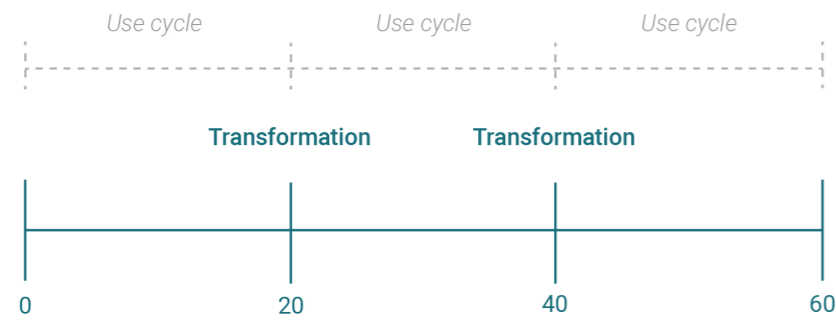 Use cycle Use cycle Use cycle
Transformation Transformation
0 20 40 60